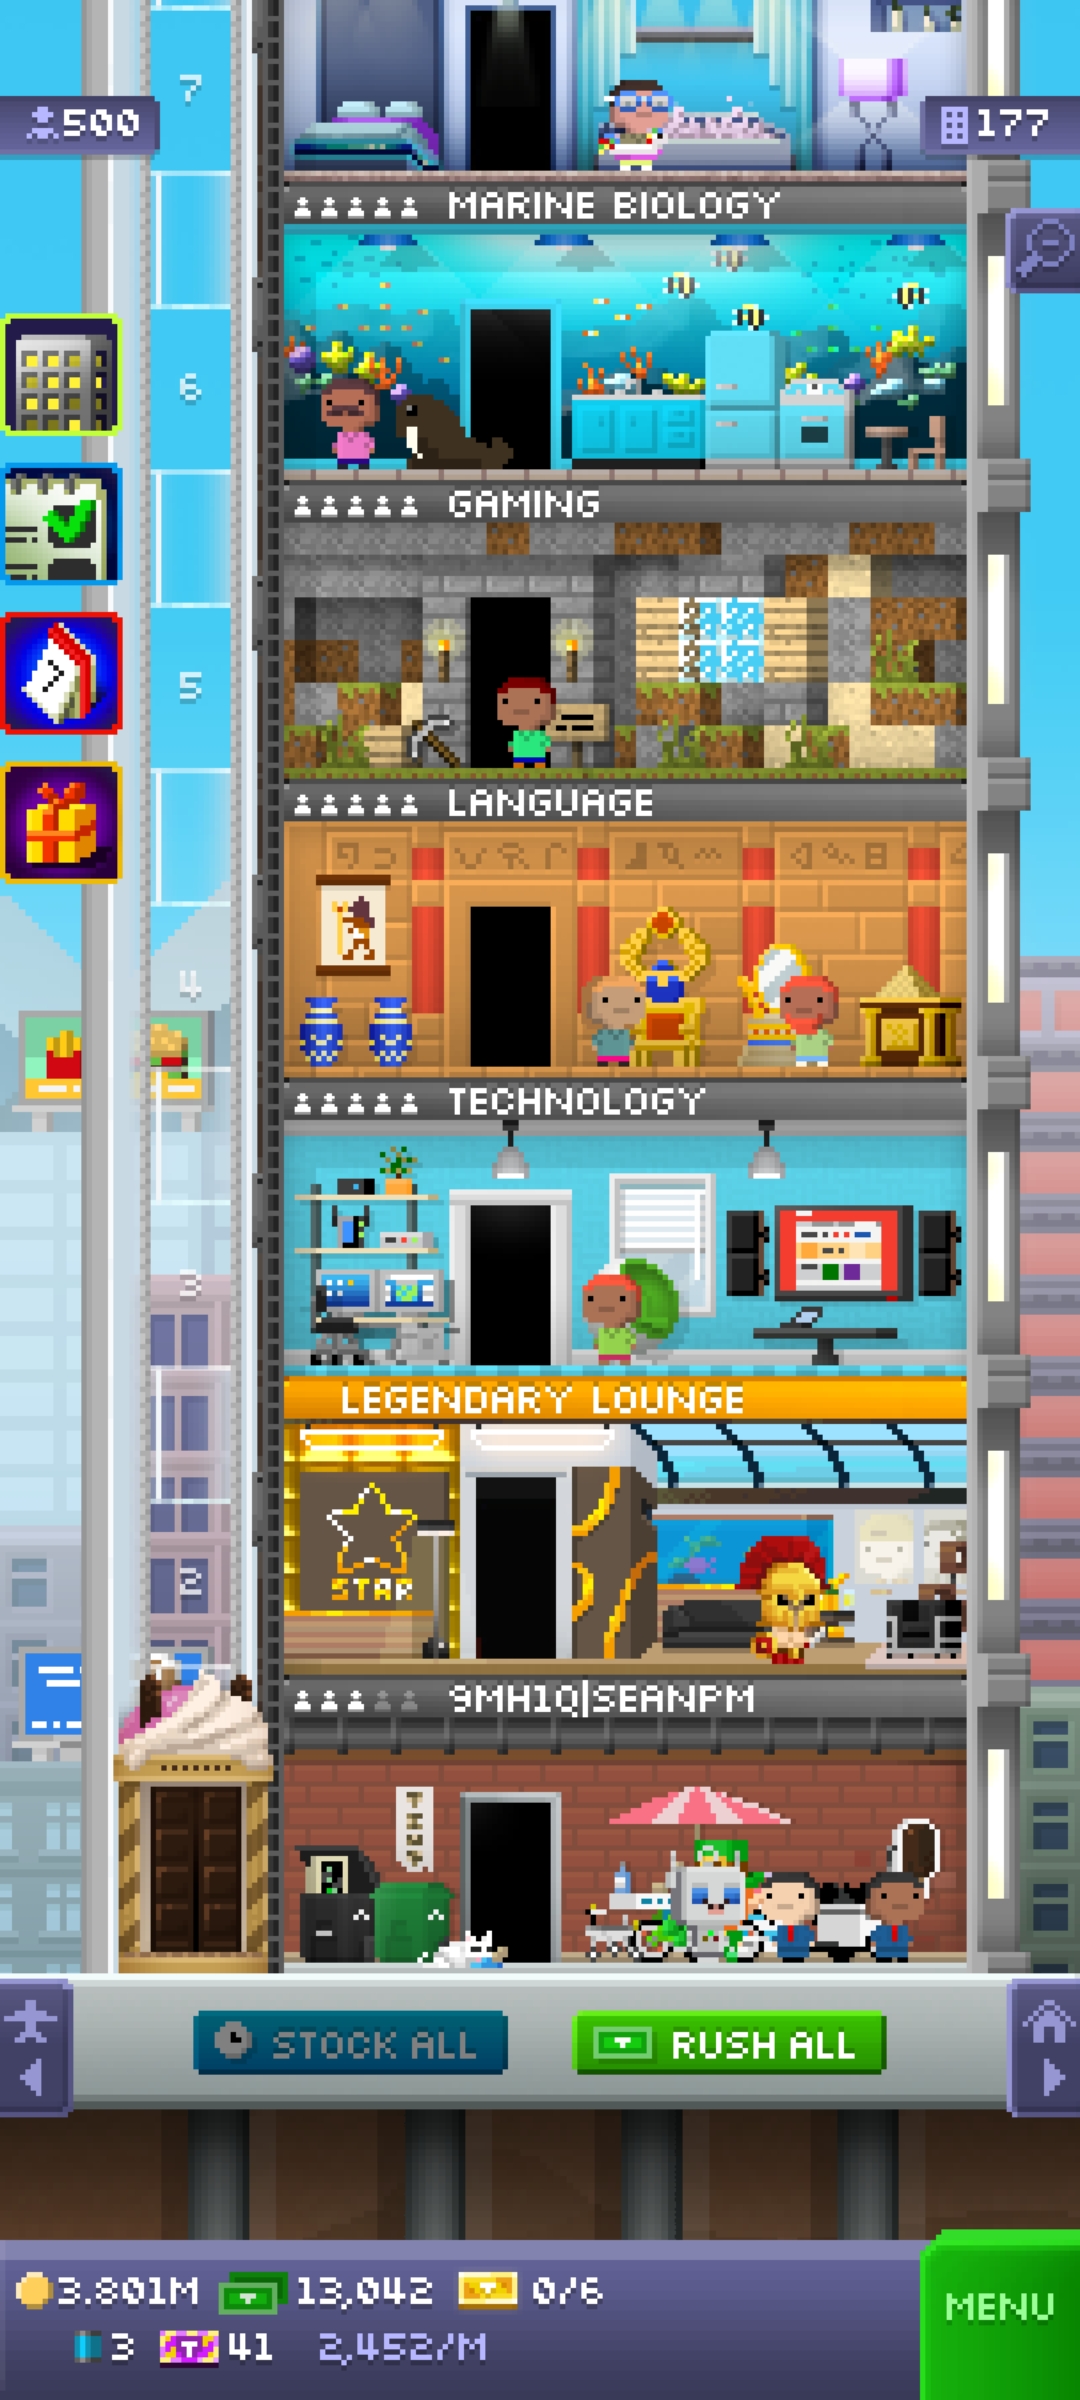 7
500
177
MARINE BIOLOGY
6
GAMING
5
LANGUAGE
4
TECHNOLOGY
3
LEGENDARY LOUNGE
STAR
2
9MH1Q|SEANPM
TINY
STOCK ALL
RUSH ALL
3.801M
13,042
0/6
MENU
3
T
41
2,452/M